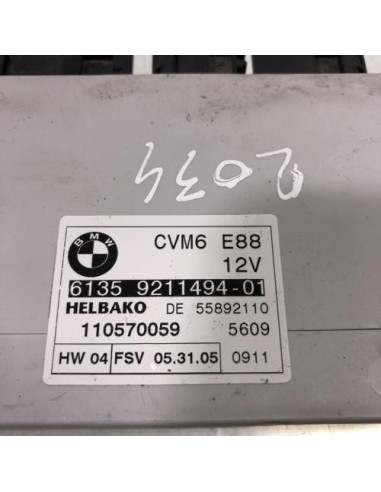 2034
BMW
CVM6 E88
12V
6135 9211494-01
HELBAKO DE 55892110
110570059 5609
HW 04 FSV 05.31.05 0911